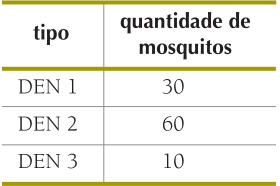 tipo quantidade de mosquitos
DEN 1 30
DEN 2 60
DEN 3 10